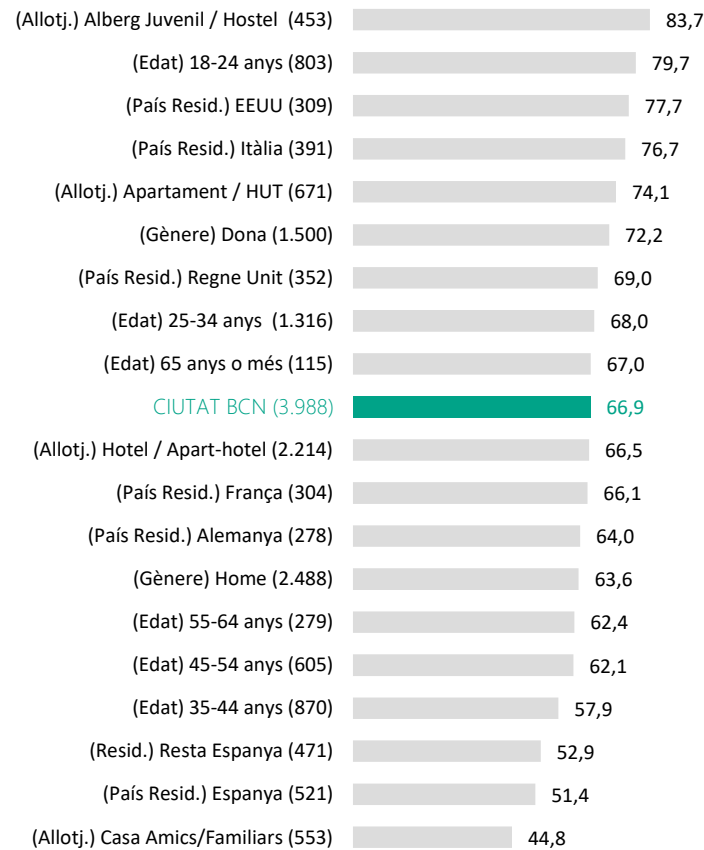 (Allotj.) Alberg Juvenil / Hostel (453) 83,7
(Edat) 18-24 anys (803) 79,7
(País Resid.) EEUU (309) 77,7
(País Resid.) Itàlia (391) 76,7
(Allotj.) Apartament / HUT (671) 74,1
(Gènere) Dona (1.500) 72,2
(País Resid.) Regne Unit (352) 69,0
(Edat) 25-34 anys (1.316) 68,0
(Edat) 65 anys o més (115) 67,0
CIUTAT BCN (3.988) 66,9
(Allotj.) Hotel / Apart-hotel (2.214) 66,5
(País Resid.) França (304) 66,1
(País Resid.) Alemanya (278) 64,0
(Gènere) Home (2.488) 63,6
(Edat) 55-64 anys (279) 62,4
(Edat) 45-54 anys (605) 62,1
(Edat) 35-44 anys (870) 57,9
(Resid.) Resta Espanya (471) 52,9
(País Resid.) Espanya (521) 51,4
(Allotj.) Casa Amics/Familiars (553) 44,8